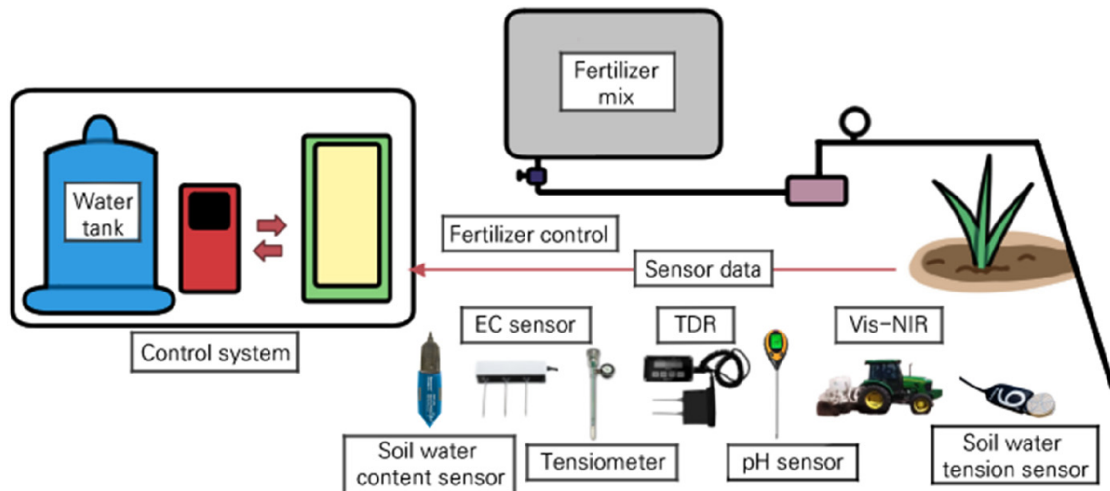 Fertilizer
mix
Water
tank
Fertilizer control
Sensor data
Control system
EC sensor
TDR
Vis-NIR
Soil water
content sensor
Tensiometer
pH sensor
Soil water
tension sensor